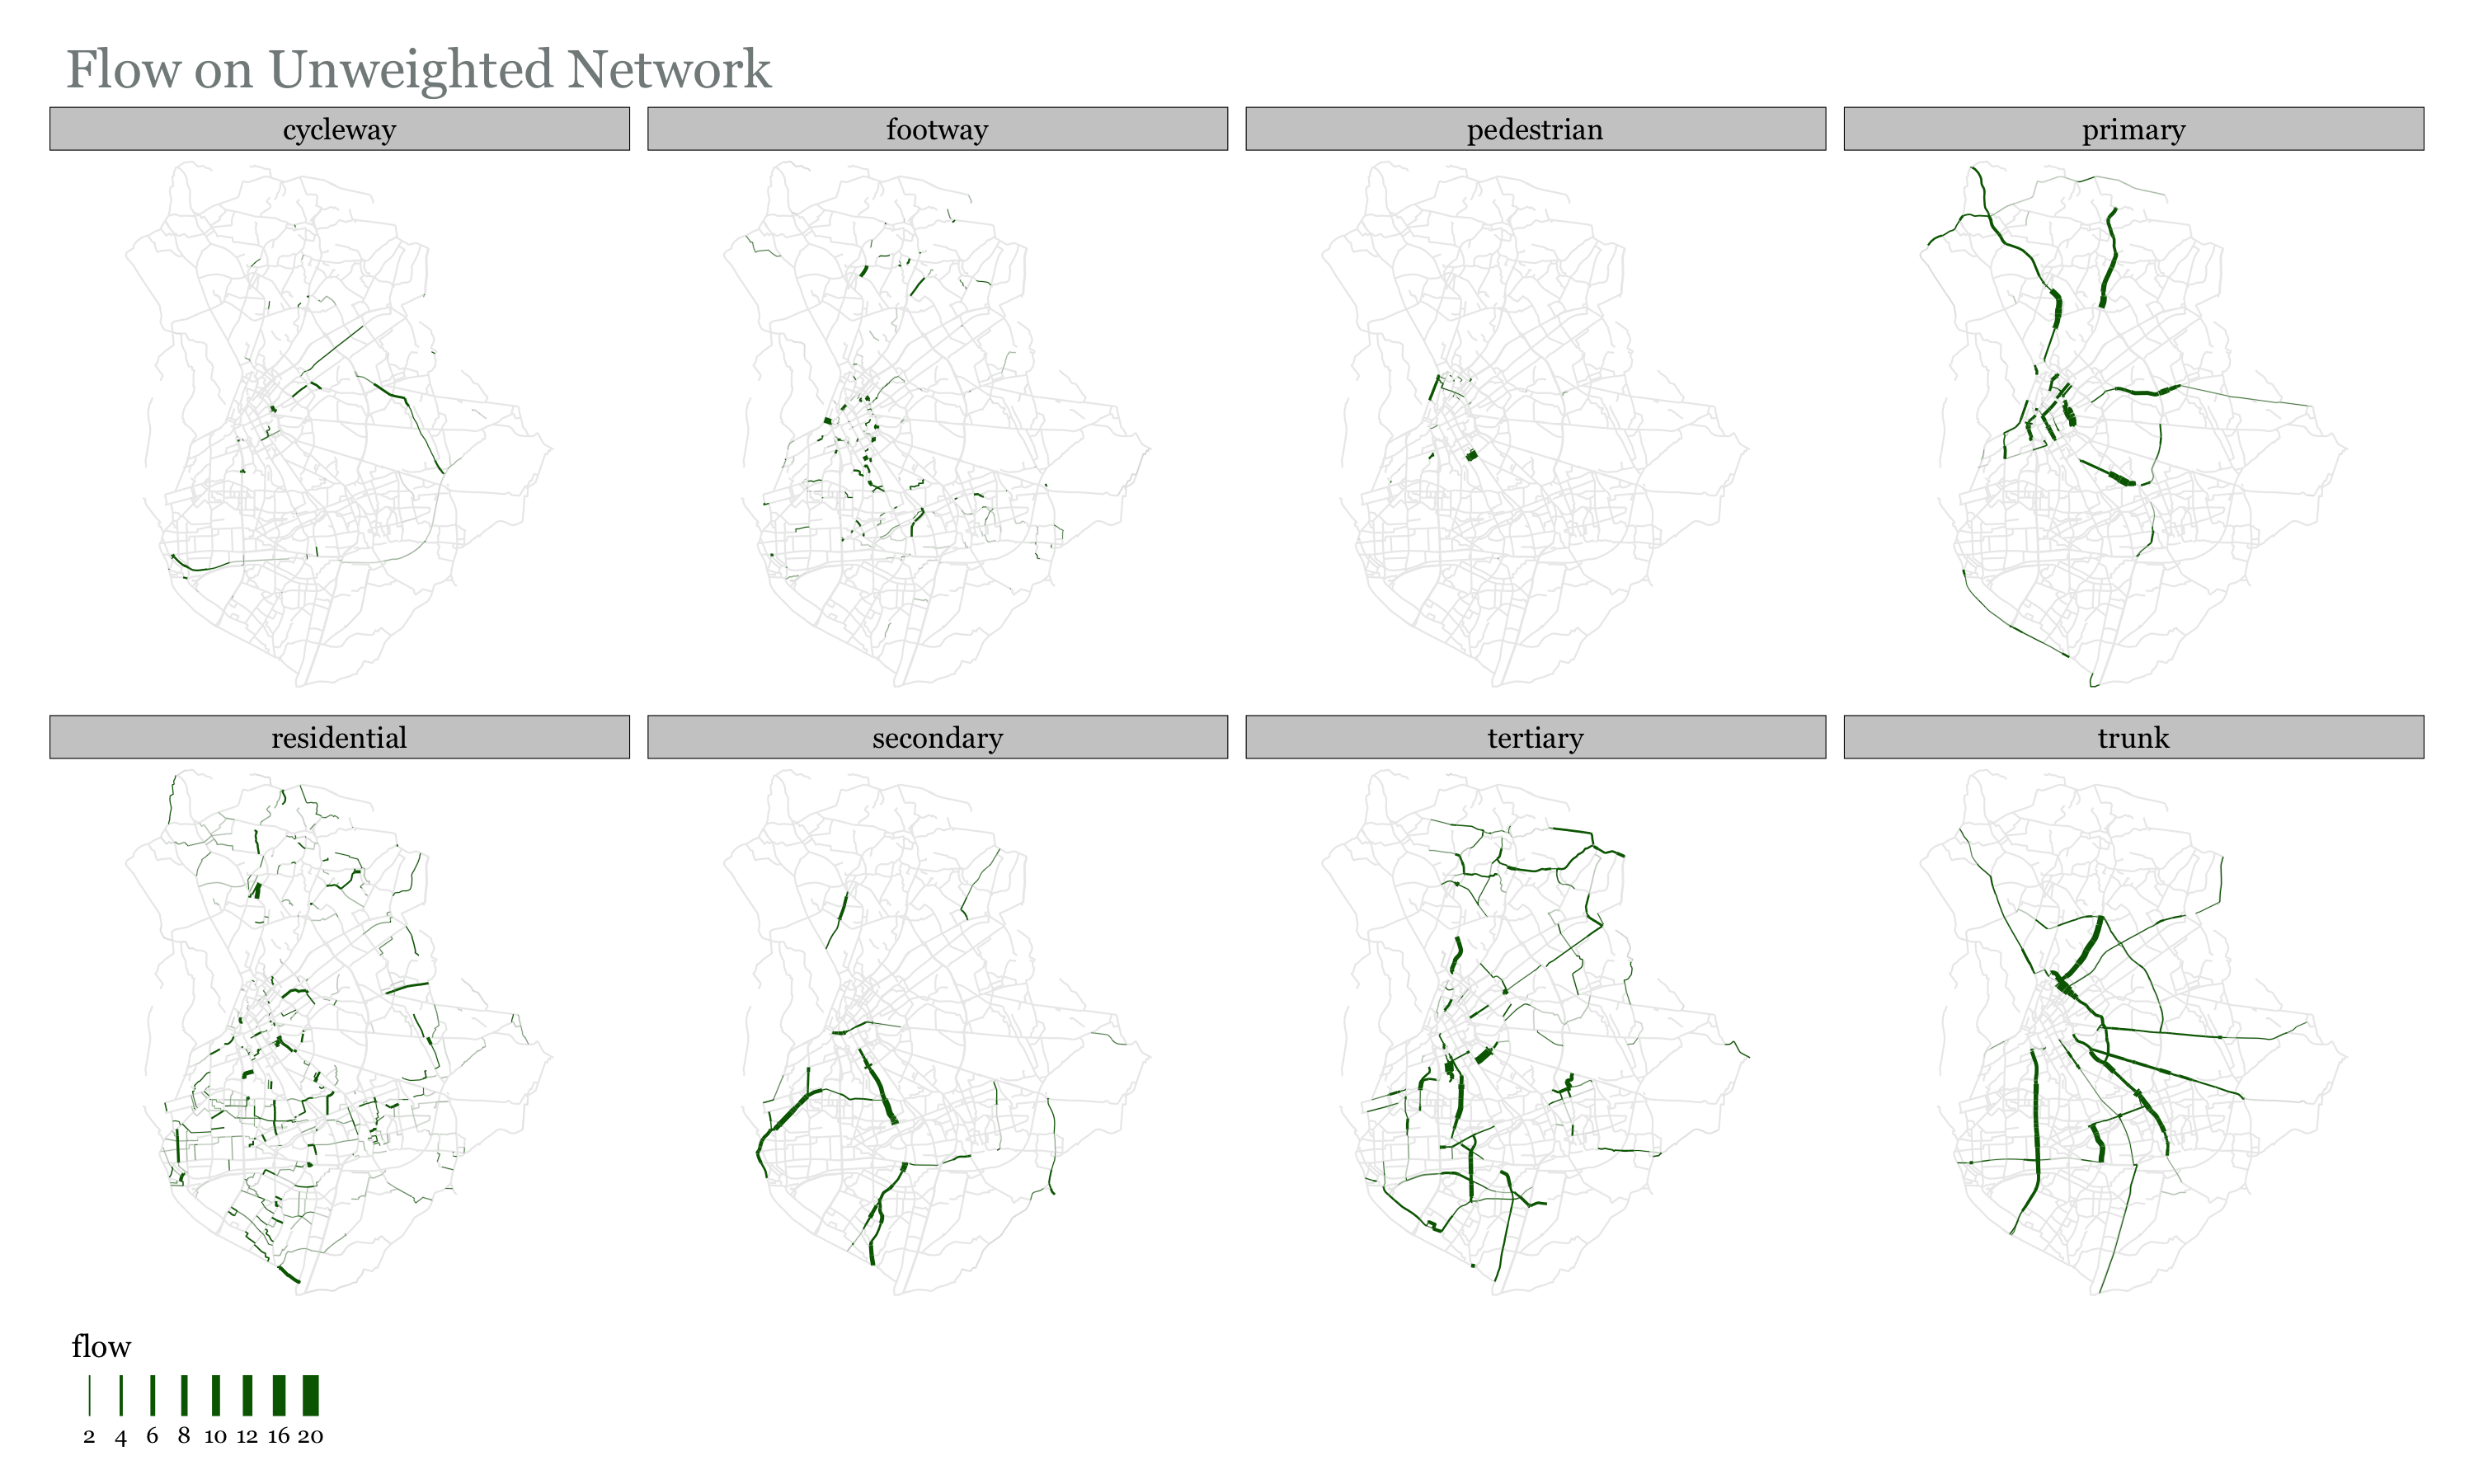 Flow on Unweighted Network
cycleway
footway
pedestrian
primary
residential
secondary
tertiary
trunk
flow
2 4 6 8 10 12 16 20